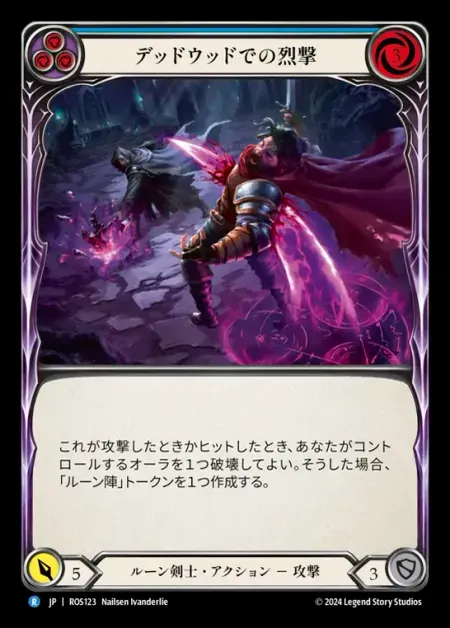 デッドウッドでの烈撃
3
これが攻撃したときかヒットしたとき、あなたがコント
ロールするオーラを1つ破壊してよい。そうした場合、
「ルーン陣」トークンを1つ作成する。
5
ルーン剣士・アクション － 攻撃
3
R JP | ROS123 Nailsen Ivanderlie
© 2024 Legend Story Studios